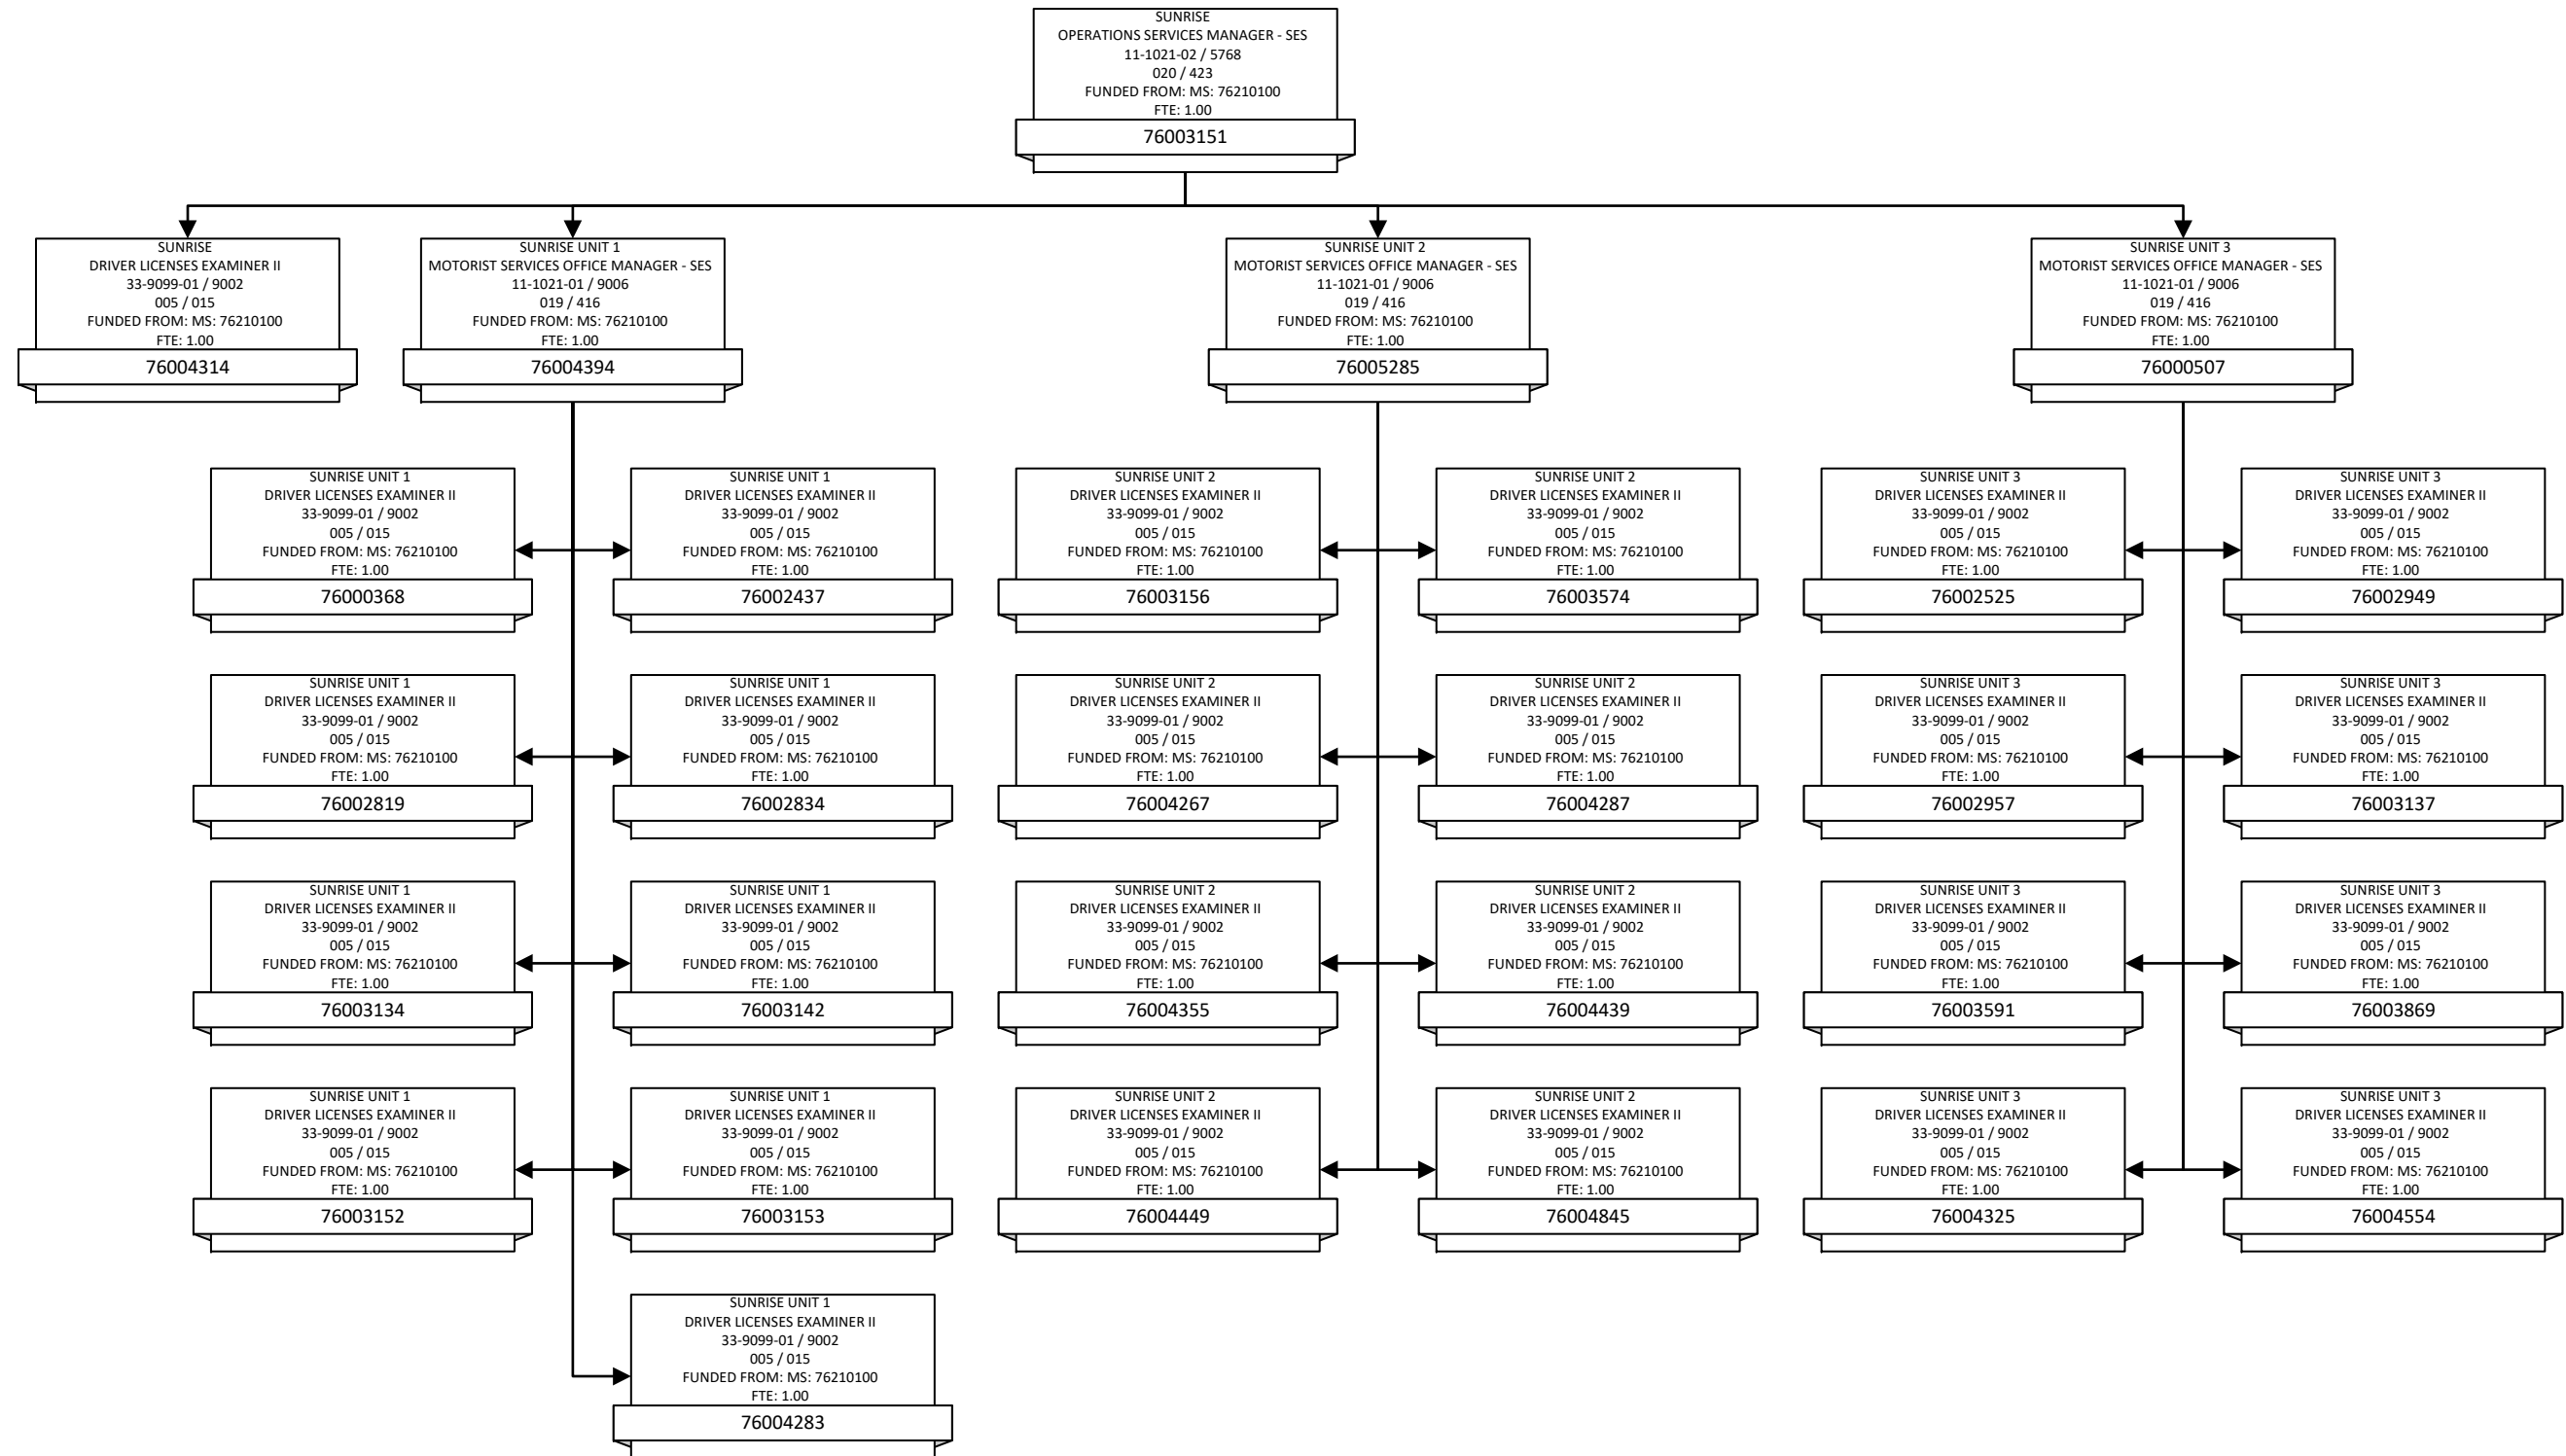 SUNRISE
OPERATIONS SERVICES MANAGER - SES
11-1021-02 / 5768
020 / 423
FUNDED FROM: MS: 76210100
FTE: 1.00
76003151
SUNRISE
DRIVER LICENSES EXAMINER II
33-9099-01 / 9002
005 / 015
FUNDED FROM: MS: 76210100
FTE: 1.00
76004314
SUNRISE UNIT 1
MOTORIST SERVICES OFFICE MANAGER - SES
11-1021-01 / 9006
019 / 416
FUNDED FROM: MS: 76210100
FTE: 1.00
76004394
SUNRISE UNIT 2
MOTORIST SERVICES OFFICE MANAGER - SES
11-1021-01 / 9006
019 / 416
FUNDED FROM: MS: 76210100
FTE: 1.00
76005285
SUNRISE UNIT 3
MOTORIST SERVICES OFFICE MANAGER - SES
11-1021-01 / 9006
019 / 416
FUNDED FROM: MS: 76210100
FTE: 1.00
76000507
SUNRISE UNIT 1
DRIVER LICENSES EXAMINER II
33-9099-01 / 9002
005 / 015
FUNDED FROM: MS: 76210100
FTE: 1.00
76000368
SUNRISE UNIT 1
DRIVER LICENSES EXAMINER II
33-9099-01 / 9002
005 / 015
FUNDED FROM: MS: 76210100
FTE: 1.00
76002437
SUNRISE UNIT 2
DRIVER LICENSES EXAMINER II
33-9099-01 / 9002
005 / 015
FUNDED FROM: MS: 76210100
FTE: 1.00
76003156
SUNRISE UNIT 2
DRIVER LICENSES EXAMINER II
33-9099-01 / 9002
005 / 015
FUNDED FROM: MS: 76210100
FTE: 1.00
76003574
SUNRISE UNIT 3
DRIVER LICENSES EXAMINER II
33-9099-01 / 9002
005 / 015
FUNDED FROM: MS: 76210100
FTE: 1.00
76002525
SUNRISE UNIT 3
DRIVER LICENSES EXAMINER II
33-9099-01 / 9002
005 / 015
FUNDED FROM: MS: 76210100
FTE: 1.00
76002949
SUNRISE UNIT 1
DRIVER LICENSES EXAMINER II
33-9099-01 / 9002
005 / 015
FUNDED FROM: MS: 76210100
FTE: 1.00
76002819
SUNRISE UNIT 1
DRIVER LICENSES EXAMINER II
33-9099-01 / 9002
005 / 015
FUNDED FROM: MS: 76210100
FTE: 1.00
76002834
SUNRISE UNIT 2
DRIVER LICENSES EXAMINER II
33-9099-01 / 9002
005 / 015
FUNDED FROM: MS: 76210100
FTE: 1.00
76004267
SUNRISE UNIT 2
DRIVER LICENSES EXAMINER II
33-9099-01 / 9002
005 / 015
FUNDED FROM: MS: 76210100
FTE: 1.00
76004287
SUNRISE UNIT 3
DRIVER LICENSES EXAMINER II
33-9099-01 / 9002
005 / 015
FUNDED FROM: MS: 76210100
FTE: 1.00
76002957
SUNRISE UNIT 3
DRIVER LICENSES EXAMINER II
33-9099-01 / 9002
005 / 015
FUNDED FROM: MS: 76210100
FTE: 1.00
76003137
SUNRISE UNIT 1
DRIVER LICENSES EXAMINER II
33-9099-01 / 9002
005 / 015
FUNDED FROM: MS: 76210100
FTE: 1.00
76003134
SUNRISE UNIT 1
DRIVER LICENSES EXAMINER II
33-9099-01 / 9002
005 / 015
FUNDED FROM: MS: 76210100
FTE: 1.00
76003142
SUNRISE UNIT 2
DRIVER LICENSES EXAMINER II
33-9099-01 / 9002
005 / 015
FUNDED FROM: MS: 76210100
FTE: 1.00
76004355
SUNRISE UNIT 2
DRIVER LICENSES EXAMINER II
33-9099-01 / 9002
005 / 015
FUNDED FROM: MS: 76210100
FTE: 1.00
76004439
SUNRISE UNIT 3
DRIVER LICENSES EXAMINER II
33-9099-01 / 9002
005 / 015
FUNDED FROM: MS: 76210100
FTE: 1.00
76003591
SUNRISE UNIT 3
DRIVER LICENSES EXAMINER II
33-9099-01 / 9002
005 / 015
FUNDED FROM: MS: 76210100
FTE: 1.00
76003869
SUNRISE UNIT 1
DRIVER LICENSES EXAMINER II
33-9099-01 / 9002
005 / 015
FUNDED FROM: MS: 76210100
FTE: 1.00
76003152
SUNRISE UNIT 1
DRIVER LICENSES EXAMINER II
33-9099-01 / 9002
005 / 015
FUNDED FROM: MS: 76210100
FTE: 1.00
76003153
SUNRISE UNIT 2
DRIVER LICENSES EXAMINER II
33-9099-01 / 9002
005 / 015
FUNDED FROM: MS: 76210100
FTE: 1.00
76004449
SUNRISE UNIT 2
DRIVER LICENSES EXAMINER II
33-9099-01 / 9002
005 / 015
FUNDED FROM: MS: 76210100
FTE: 1.00
76004845
SUNRISE UNIT 3
DRIVER LICENSES EXAMINER II
33-9099-01 / 9002
005 / 015
FUNDED FROM: MS: 76210100
FTE: 1.00
76004325
SUNRISE UNIT 3
DRIVER LICENSES EXAMINER II
33-9099-01 / 9002
005 / 015
FUNDED FROM: MS: 76210100
FTE: 1.00
76004554
SUNRISE UNIT 1
DRIVER LICENSES EXAMINER II
33-9099-01 / 9002
005 / 015
FUNDED FROM: MS: 76210100
FTE: 1.00
76004283